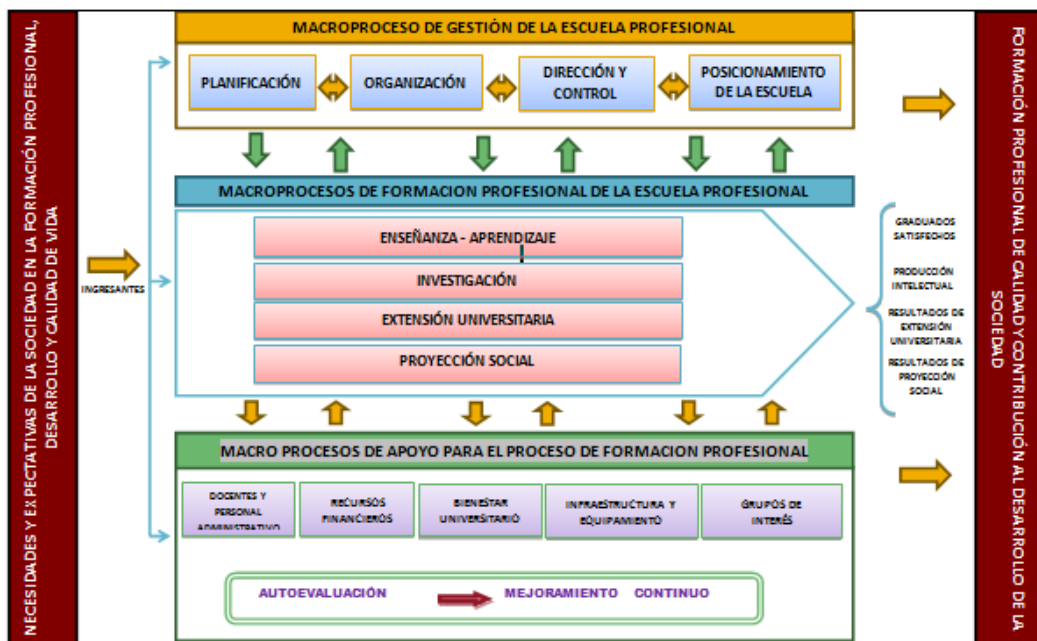 NECESIDADES Y EXPECTATIVAS DE LA SOCIEDAD EN LA FORMACIÓN PROFESIONAL,
DESARROLLO Y CALIDAD DE VIDA
INGRESANTES
MACROPROCESO DE GESTIÓN DE LA ESCUELA PROFESIONAL
PLANIFICACIÓN
ORGANIZACIÓN
DIRECCIÓN Y
CONTROL
POSICIONAMIENTO
DE LA ESCUELA
MACROPROCESOS DE FORMACION PROFESIONAL DE LA ESCUELA PROFESIONAL
ENSEÑANZA - APRENDIZAJE
INVESTIGACIÓN
EXTENSIÓN UNIVERSITARIA
PROYECCIÓN SOCIAL
GRADUADOS
SATISFECHOS
PRODUCCIÓN
INTELECTUAL
RESULTADOS DE
EXTENSIÓN
UNIVERSITARIA
RESULTADOS DE
PROYECCIÓN
SOCIAL
MACRO PROCESOS DE APOYO PARA EL PROCESO DE FORMACION PROFESIONAL
DOCENTES Y
PERSONAL
ADMINISTRATIVO
RECURSOS
FINANCIEROS
BIENESTAR
UNIVERSITARIO
INFRAESTRUCTURA Y
EQUIPAMIENTO
GRUPOS DE
INTERÉS
AUTOEVALUACIÓN
MEJORAMIENTO CONTINUO
FORMACIÓN PROFESIONAL DE CALIDAD Y CONTRIBUCIÓN AL DESARROLLO DE LA
SOCIEDAD